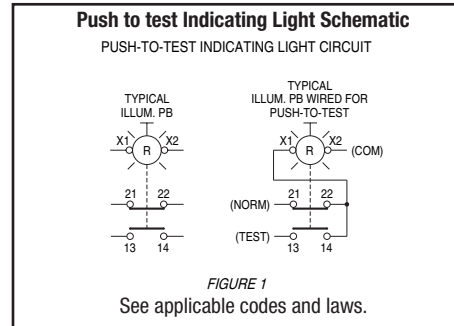 Push to test Indicating Light Schematic
PUSH-TO-TEST INDICATING LIGHT CIRCUIT
TYPICAL
ILLUM. PB
X1 R X2
21 22
13 14
TYPICAL
ILLUM. PB WIRED FOR
PUSH-TO-TEST
X1 R X2 (COM)
(NORM) 21 22
(TEST)
13 14
FIGURE 1
See applicable codes and laws.